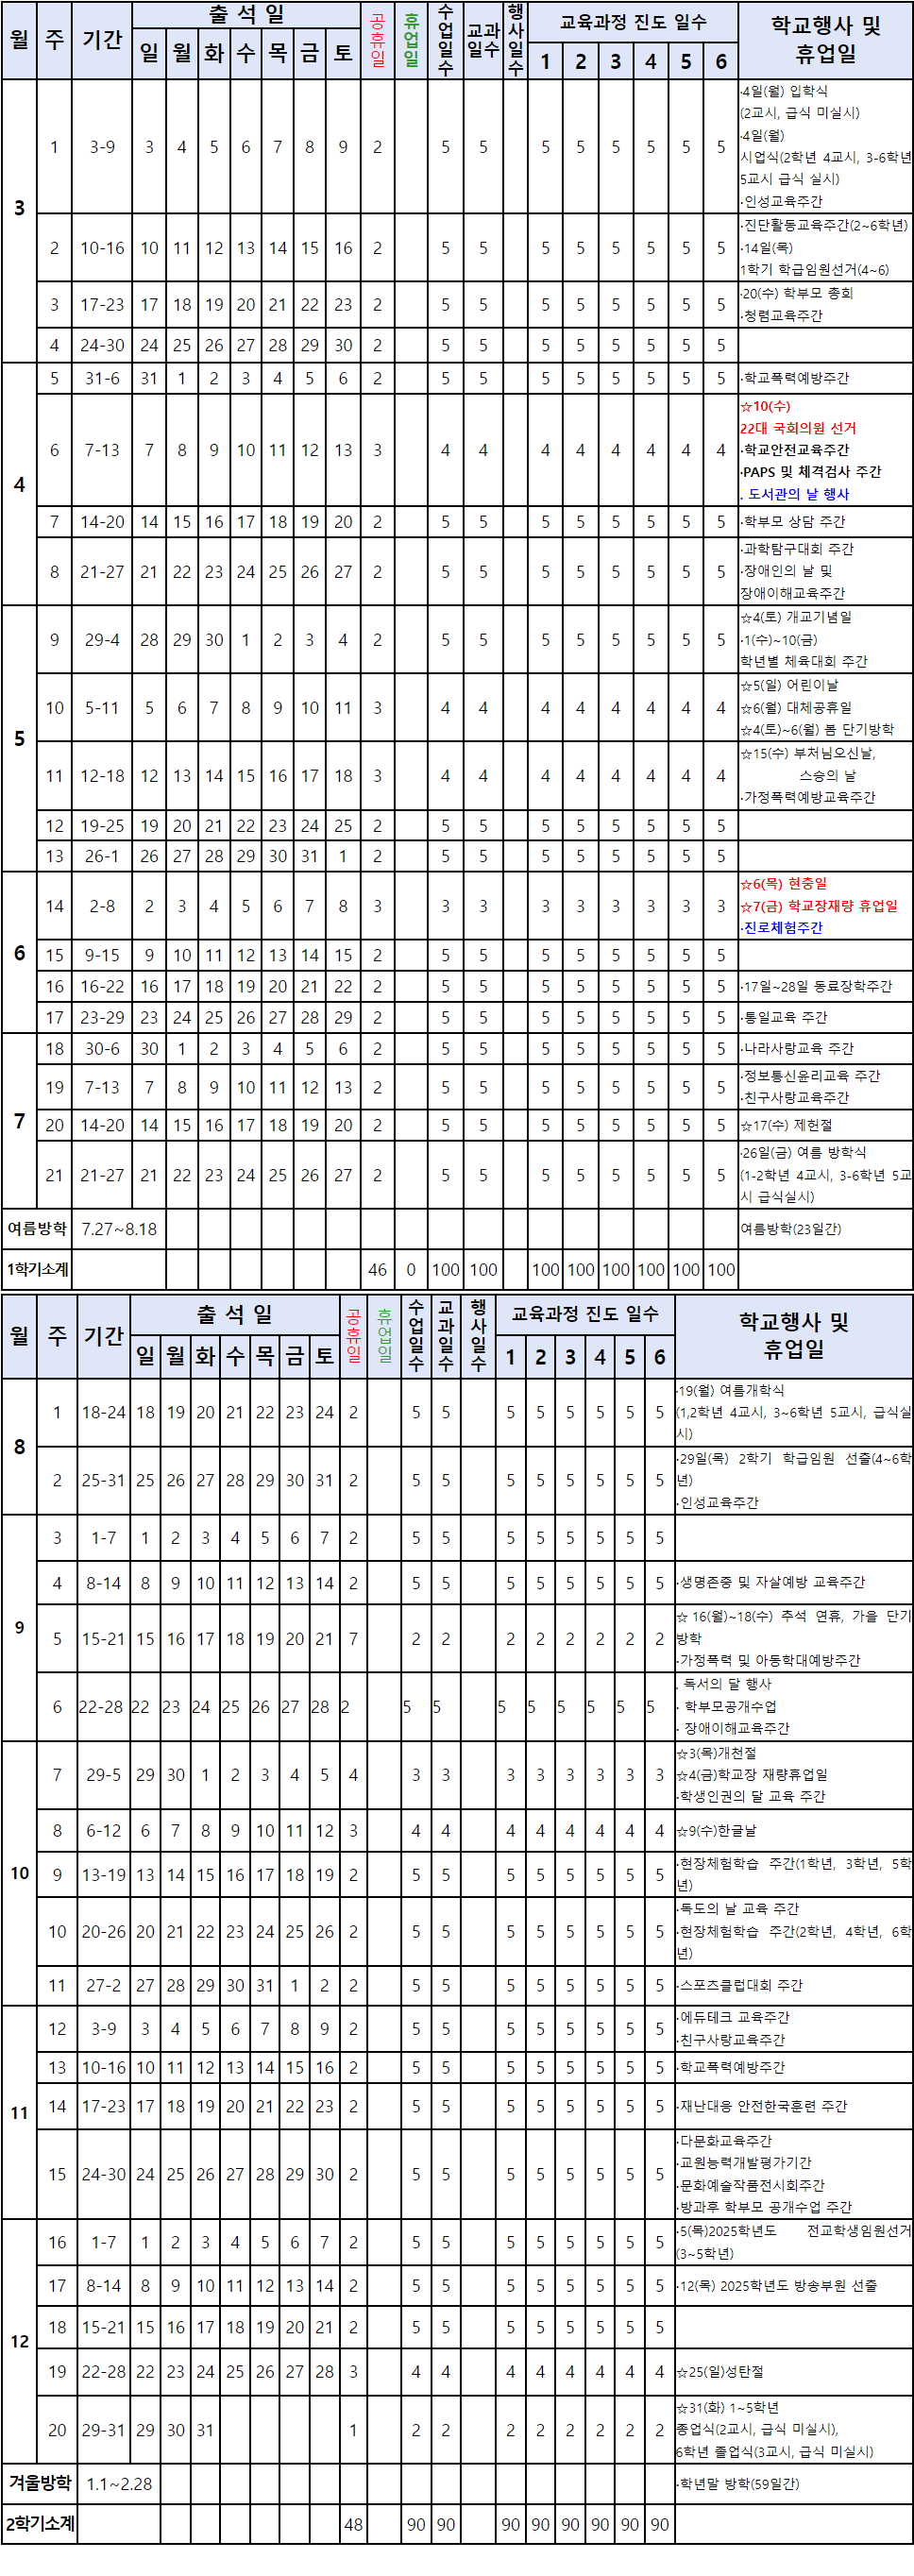 월 주 기간 출 석 일 공휴일 휴업일 수업일수 교과일수 행사일수 교육과정 진도 일수 학교행사 및 휴업일
일 월 화 수 목 금 토 1 2 3 4 5 6
3 1 3-9 3 4 5 6 7 8 9 2 5 5 5 5 5 5 5 5
·4일(월) 입학식
(2교시, 급식 미실시)
·4일(월)
시업식(2학년 4교시, 3-6학년
5교시 급식 실시)
·인성교육주간
2 10-16 10 11 12 13 14 15 16 2 5 5 5 5 5 5 5 5
·진단활동교육주간(2~6학년)
·14일(목)
1학기 학급임원선거(4~6)
3 17-23 17 18 19 20 21 22 23 2 5 5 5 5 5 5 5 5
·20(수) 학부모 총회
·청렴교육주간
4 24-30 24 25 26 27 28 29 30 2 5 5 5 5 5 5 5 5
4 5 31-6 31 1 2 3 4 5 6 2 5 5 5 5 5 5 5 5 ·학교폭력예방주간
6 7-13 7 8 9 10 11 12 13 3 4 4 4 4 4 4 4 4
☆10(수)
22대 국회의원 선거
·학교안전교육주간
·PAPS 및 체격검사 주간
. 도서관의 날 행사
7 14-20 14 15 16 17 18 19 20 2 5 5 5 5 5 5 5 5 ·학부모 상담 주간
8 21-27 21 22 23 24 25 26 27 2 5 5 5 5 5 5 5 5
·과학탐구대회 주간
·장애인의 날 및
장애이해교육주간
5 9 29-4 28 29 30 1 2 3 4 2 5 5 5 5 5 5 5 5
☆4(토) 개교기념일
·1(수)~10(금)
학년별 체육대회 주간
10 5-11 5 6 7 8 9 10 11 3 4 4 4 4 4 4 4 4
☆5(일) 어린이날
☆6(월) 대체공휴일
☆4(토)~6(월) 봄 단기방학
11 12-18 12 13 14 15 16 17 18 3 4 4 4 4 4 4 4 4
☆15(수) 부처님오신날,
스승의 날
·가정폭력예방교육주간
12 19-25 19 20 21 22 23 24 25 2 5 5 5 5 5 5 5 5
13 26-1 26 27 28 29 30 31 1 2 5 5 5 5 5 5 5 5
6 14 2-8 2 3 4 5 6 7 8 3 3 3 3 3 3 3 3 3
☆6(목) 현충일
☆7(금) 학교장재량 휴업일
·진로체험주간
15 9-15 9 10 11 12 13 14 15 2 5 5 5 5 5 5 5 5
16 16-22 16 17 18 19 20 21 22 2 5 5 5 5 5 5 5 5 ·17일~28일 동료장학주간
17 23-29 23 24 25 26 27 28 29 2 5 5 5 5 5 5 5 5 ·통일교육 주간
7 18 30-6 30 1 2 3 4 5 6 2 5 5 5 5 5 5 5 5 ·나라사랑교육 주간
19 7-13 7 8 9 10 11 12 13 2 5 5 5 5 5 5 5 5
·정보통신윤리교육 주간
·친구사랑교육주간
20 14-20 14 15 16 17 18 19 20 2 5 5 5 5 5 5 5 5 ☆17(수) 제헌절
21 21-27 21 22 23 24 25 26 27 2 5 5 5 5 5 5 5 5
·26일(금) 여름 방학식
(1-2학년 4교시, 3-6학년 5교
시 급식실시)
여름방학 7.27~8.18 여름방학(23일간)
1학기소계 46 0 100 100 100 100 100 100 100 100
월 주 기간 출 석 일 공휴일 휴업일 수업일수 교과일수 행사일수 교육과정 진도 일수 학교행사 및 휴업일
일 월 화 수 목 금 토 1 2 3 4 5 6
8 1 18-24 18 19 20 21 22 23 24 2 5 5 5 5 5 5 5 5
·19(월) 여름개학식
(1,2학년 4교시, 3~6학년 5교시, 급식실
시)
2 25-31 25 26 27 28 29 30 31 2 5 5 5 5 5 5 5 5
·29일(목) 2학기 학급임원 선출(4~6학
년)
·인성교육주간
9 3 1-7 1 2 3 4 5 6 7 2 5 5 5 5 5 5 5 5
4 8-14 8 9 10 11 12 13 14 2 5 5 5 5 5 5 5 5 ·생명존중 및 자살예방 교육주간
5 15-21 15 16 17 18 19 20 21 7 2 2 2 2 2 2 2 2
☆16(월)~18(수) 추석 연휴, 가을 단기
방학
·가정폭력 및 아동학대예방주간
6 22-28 22 23 24 25 26 27 28 2 5 5 5 5 5 5 5 5
. 독서의 달 행사
· 학부모공개수업
· 장애이해교육주간
10 7 29-5 29 30 1 2 3 4 5 4 3 3 3 3 3 3 3 3
☆3(목)개천절
☆4(금)학교장 재량휴업일
·학생인권의 달 교육 주간
8 6-12 6 7 8 9 10 11 12 3 4 4 4 4 4 4 4 4 ☆9(수)한글날
9 13-19 13 14 15 16 17 18 19 2 5 5 5 5 5 5 5 5
·현장체험학습 주간(1학년, 3학년, 5학
년)
10 20-26 20 21 22 23 24 25 26 2 5 5 5 5 5 5 5 5
·독도의 날 교육 주간
·현장체험학습 주간(2학년, 4학년, 6학
년)
11 27-2 27 28 29 30 31 1 2 2 5 5 5 5 5 5 5 5 ·스포츠클럽대회 주간
11 12 3-9 3 4 5 6 7 8 9 2 5 5 5 5 5 5 5 5
·에듀테크 교육주간
·친구사랑교육주간
13 10-16 10 11 12 13 14 15 16 2 5 5 5 5 5 5 5 5 ·학교폭력예방주간
14 17-23 17 18 19 20 21 22 23 2 5 5 5 5 5 5 5 5 ·재난대응 안전한국훈련 주간
15 24-30 24 25 26 27 28 29 30 2 5 5 5 5 5 5 5 5
·다문화교육주간
·교원능력개발평가기간
·문화예술작품전시회주간
·방과후 학부모 공개수업 주간
12 16 1-7 1 2 3 4 5 6 7 2 5 5 5 5 5 5 5 5
·5(목)2025학년도 전교학생임원선거
(3~5학년)
17 8-14 8 9 10 11 12 13 14 2 5 5 5 5 5 5 5 5 ·12(목) 2025학년도 방송부원 선출
18 15-21 15 16 17 18 19 20 21 2 5 5 5 5 5 5 5 5
19 22-28 22 23 24 25 26 27 28 3 4 4 4 4 4 4 4 4 ☆25(일)성탄절
20 29-31 29 30 31 1 2 2 2 2 2 2 2 2
☆31(화) 1~5학년
종업식(2교시, 급식 미실시),
6학년 졸업식(3교시, 급식 미실시)
겨울방학 1.1~2.28 ·학년말 방학(59일간)
2학기소계 48 90 90 90 90 90 90 90 90